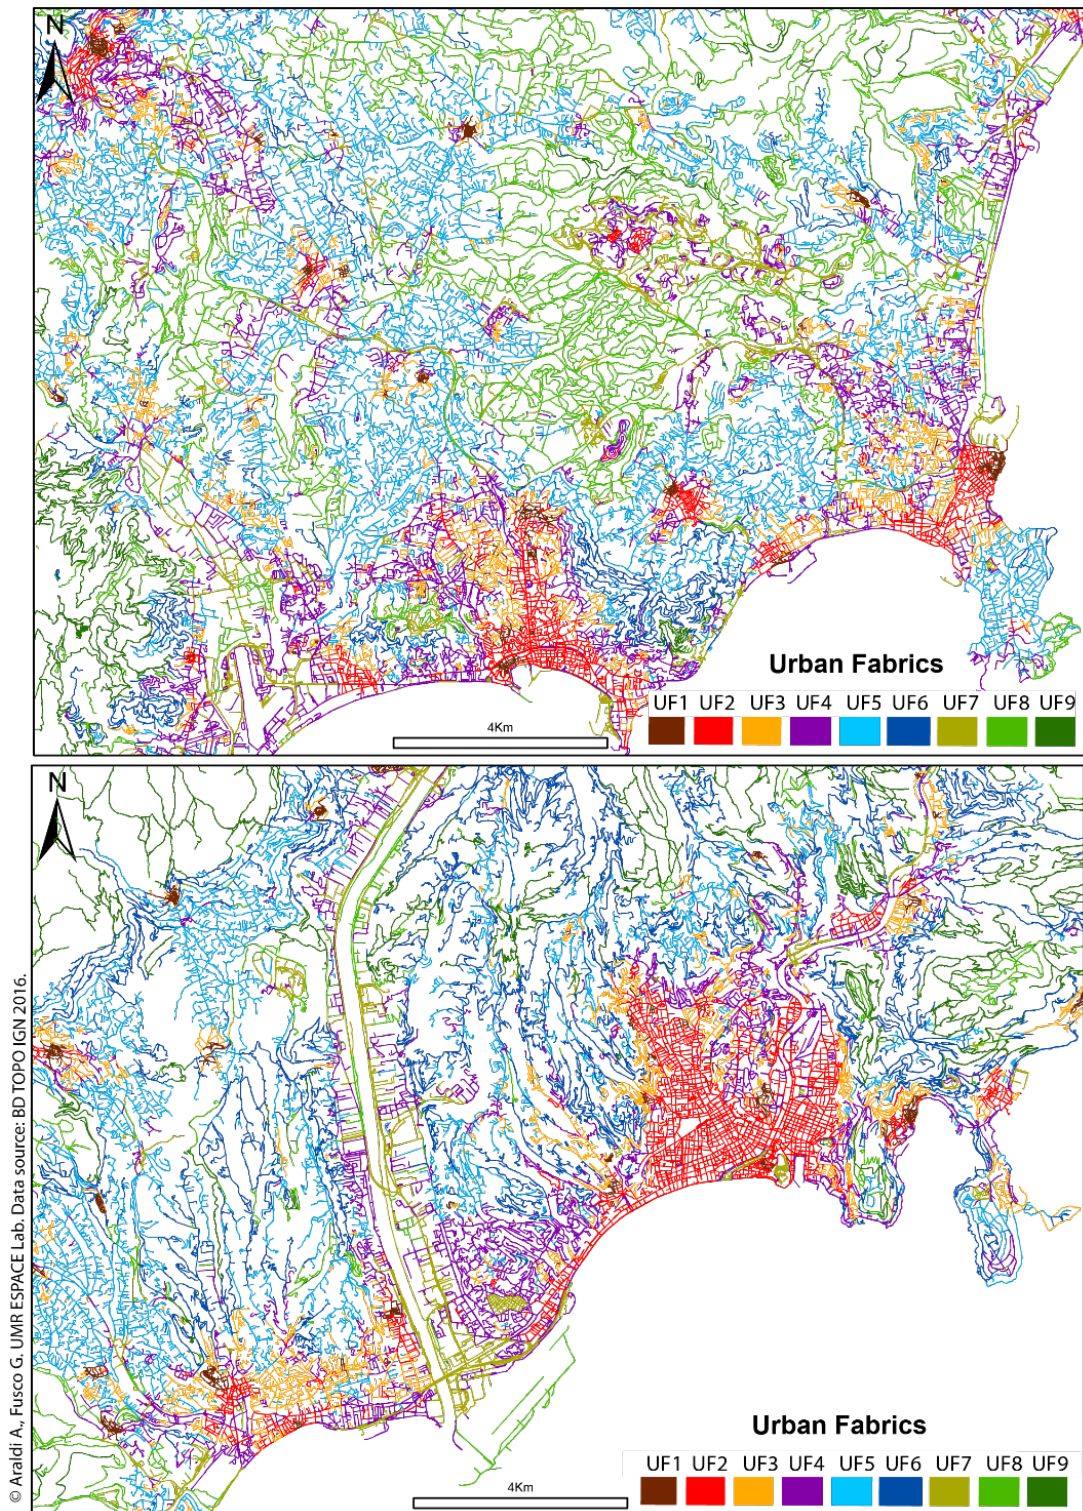 N
Urban Fabrics
UF1 UF2 UF3 UF4 UF5 UF6 UF7 UF8 UF9
4Km
N
Urban Fabrics
UF1 UF2 UF3 UF4 UF5 UF6 UF7 UF8 UF9
4Km
© Araldi A., Fusco G. UMR ESPACE Lab. Data source: BD TOPO IGN 2016.